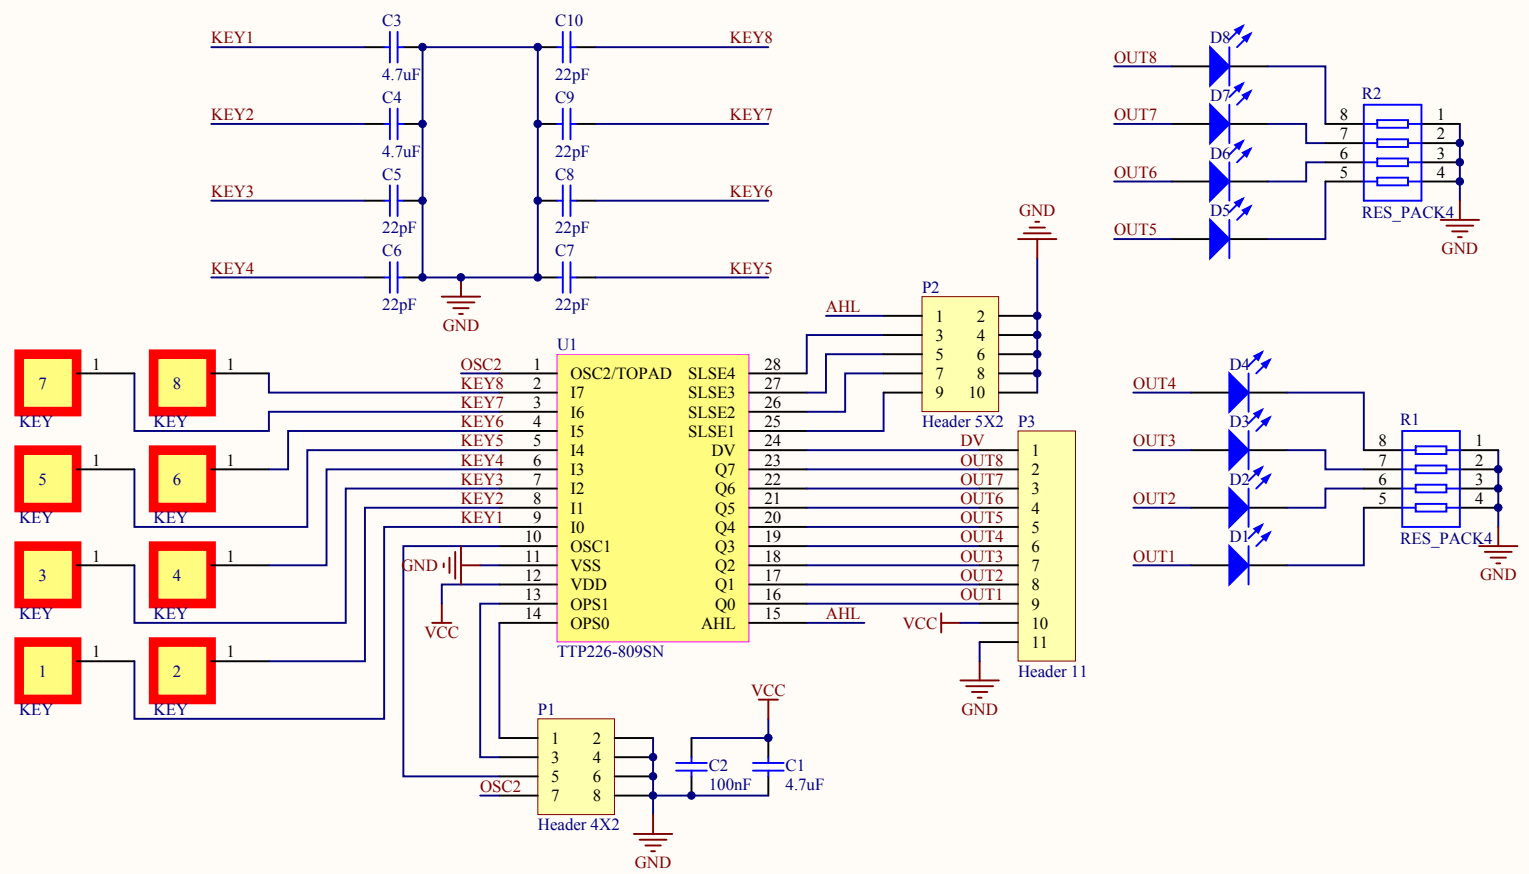 C3
C10
KEY1
KEY8
4.7uF
22pF
C4
C9
KEY2
KEY7
4.7uF
22pF
C5
C8
KEY3
KEY6
22pF
22pF
C6
C7
KEY4
KEY5
22pF
22pF
GND
D8
OUT8
D7
OUT7
D6
OUT6
D5
OUT5
R2
8 1
7 2
6 3
5 4
RES_PACK4
GND
GND
P2
AHL
1 2
3 4
5 6
7 8
9 10
Header 5X2
7 1
KEY
8 1
KEY
5 1
KEY
6 1
KEY
3 1
KEY
4 1
KEY
1 1
KEY
2 1
KEY
U1
OSC2 1 OSC2/TOPAD SLSE4 28
KEY8 2 I7 SLSE3 27
KEY7 3 I6 SLSE2 26
KEY6 4 I5 SLSE1 25
KEY5 5 I4 DV 24 DV
KEY4 6 I3 Q7 23 OUT8
KEY3 7 I2 Q6 22 OUT7
KEY2 8 I1 Q5 21 OUT6
KEY1 9 I0 Q4 20 OUT5
10 OSC1 Q3 19 OUT4
GND 11 VSS Q2 18 OUT3
12 VDD Q1 17 OUT2
13 OPS1 Q0 16 OUT1
14 OPS0 AHL 15 AHL
VCC
TTP226-809SN
P3
1
2
3
4
5
6
7
8
9
VCC 10
11
Header 11
GND
D4
OUT4
D3
OUT3
D2
OUT2
D1
OUT1
R1
8 1
7 2
6 3
5 4
RES_PACK4
GND
P1
1 2
3 4
5 6
OSC2 7 8
Header 4X2
VCC
C2
100nF
C1
4.7uF
GND